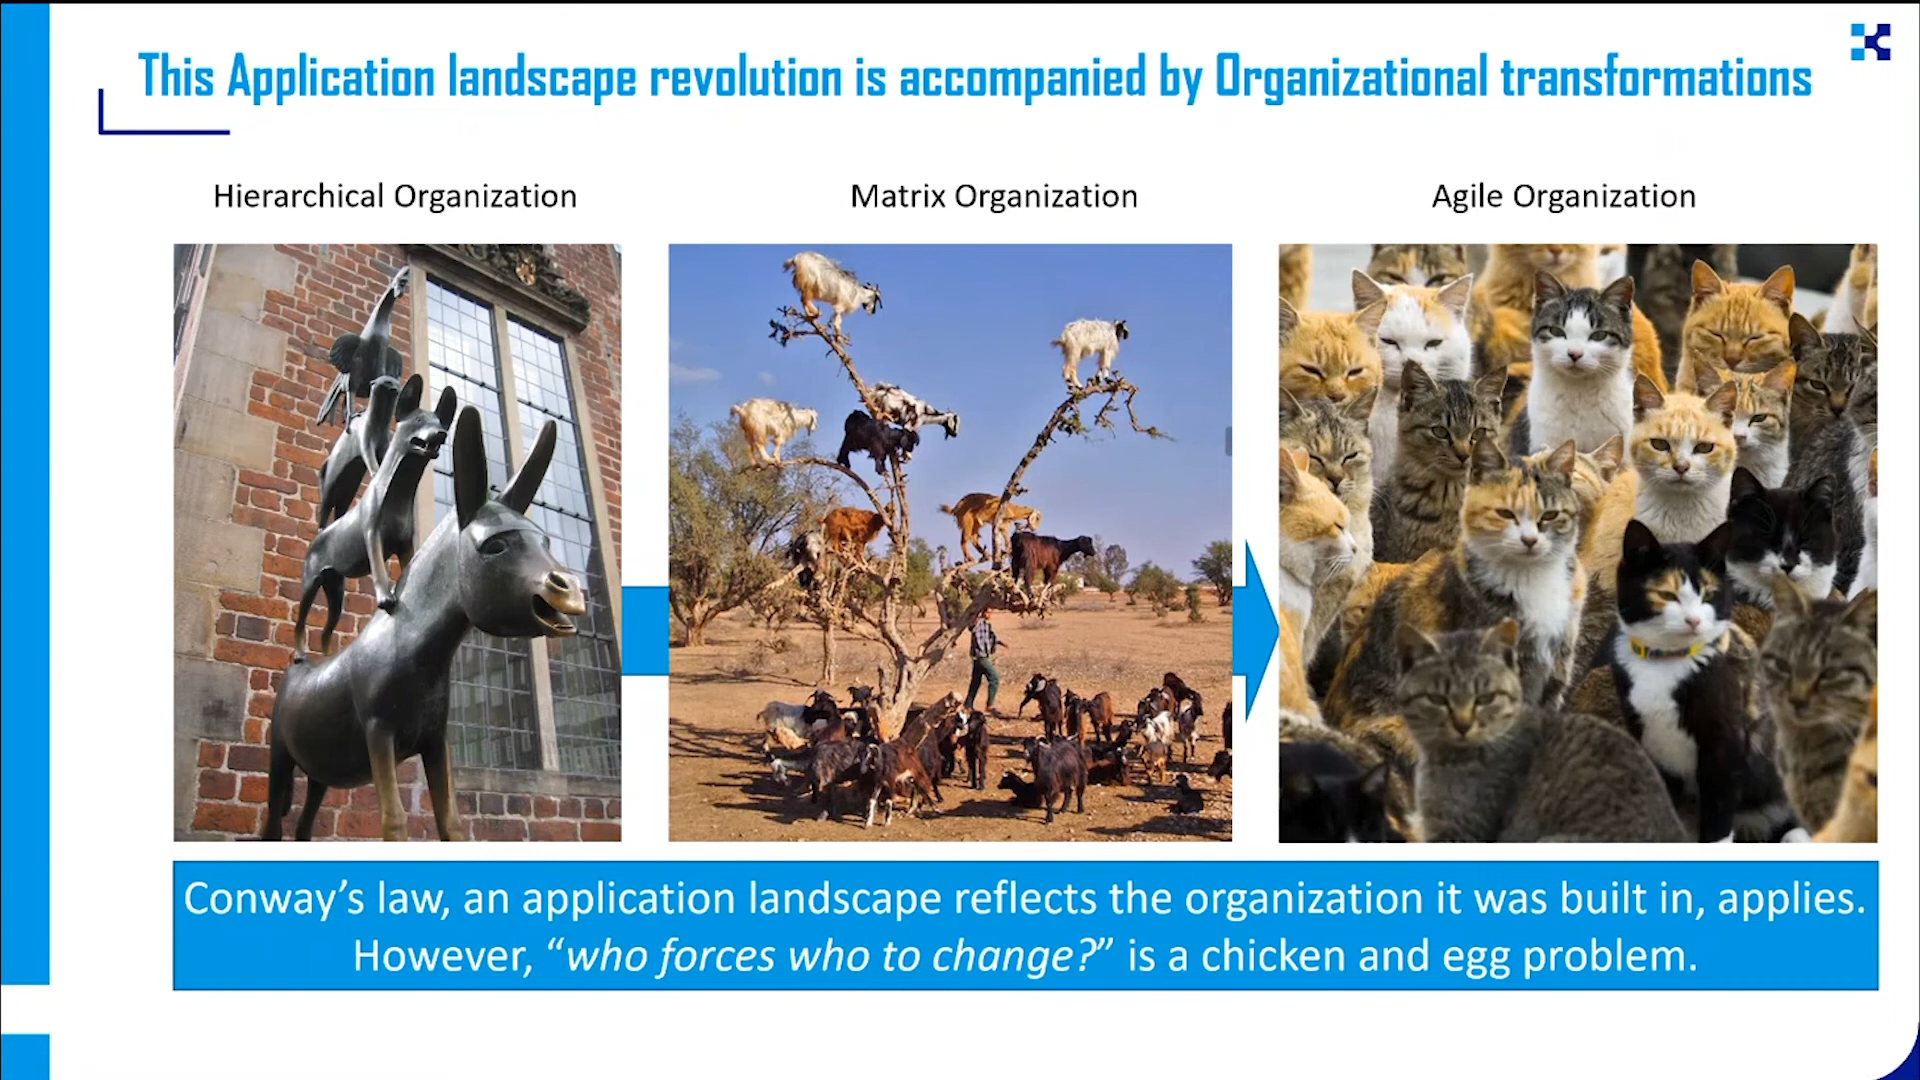 This Application landscape revolution is accompanied by Organizational transformations
Hierarchical Organization
Matrix Organization
Agile Organization
Conway’s law, an application landscape reflects the organization it was built in, applies.
However, “who forces who to change?” is a chicken and egg problem.